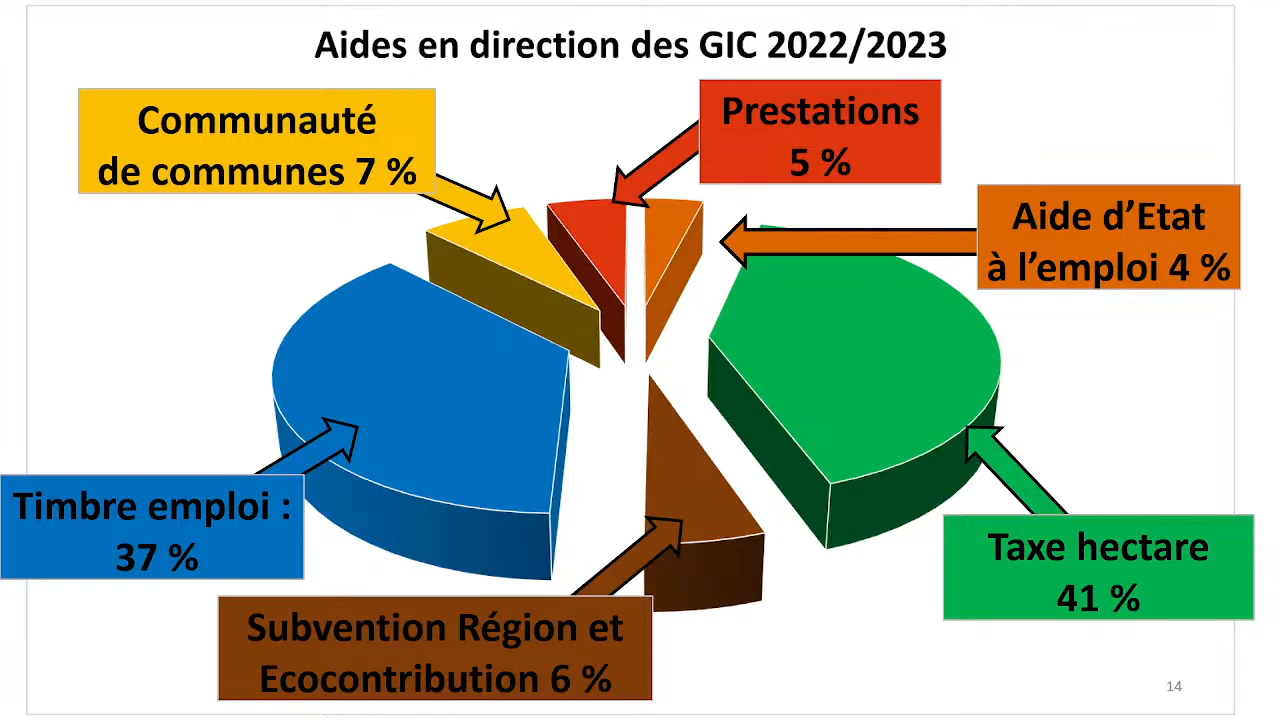 Aides en direction des GIC 2022/2023
Communauté
de communes 7 %
Prestations
5 %
Aide d’Etat
à l’emploi 4 %
Timbre emploi :
37 %
Taxe hectare
41 %
Subvention Région et
Ecocontribution 6 %
14